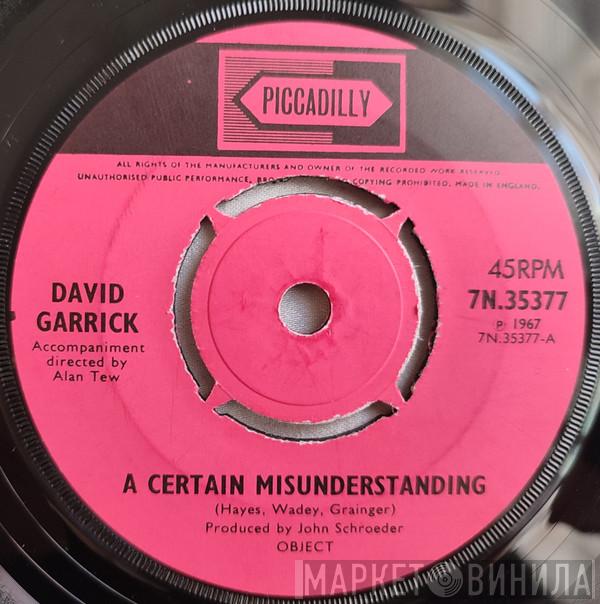 PICCADILLY
ALL RIGHTS OF THE MANUFACTURERS AND OWNER OF THE RECORDED WORK RESERVED
UNAUTHORISED PUBLIC PERFORMANCE, COPYING PROHIBITED. MADE IN ENGLAND.
DAVID
GARRICK
Accompaniment
directed by
Alan Tew
45RPM
7N.35377
P 1967
7N.35377-A
A CERTAIN MISUNDERSTANDING
(Hayes, Wadey, Grainger)
Produced by John Schroeder
OBJECT
МАРКЕТ ВИНИЛА